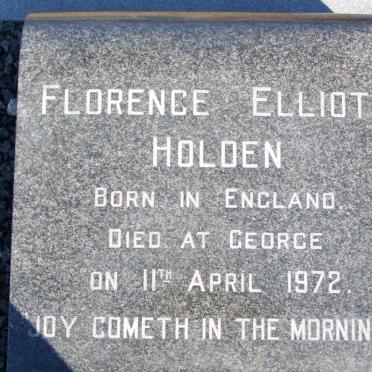 FLORENCE ELLIOT
HOLDEN
BORN IN ENGLAND.
DIED AT GEORGE
ON 11TH APRIL 1972.
JOY COMETH IN THE MORNIN